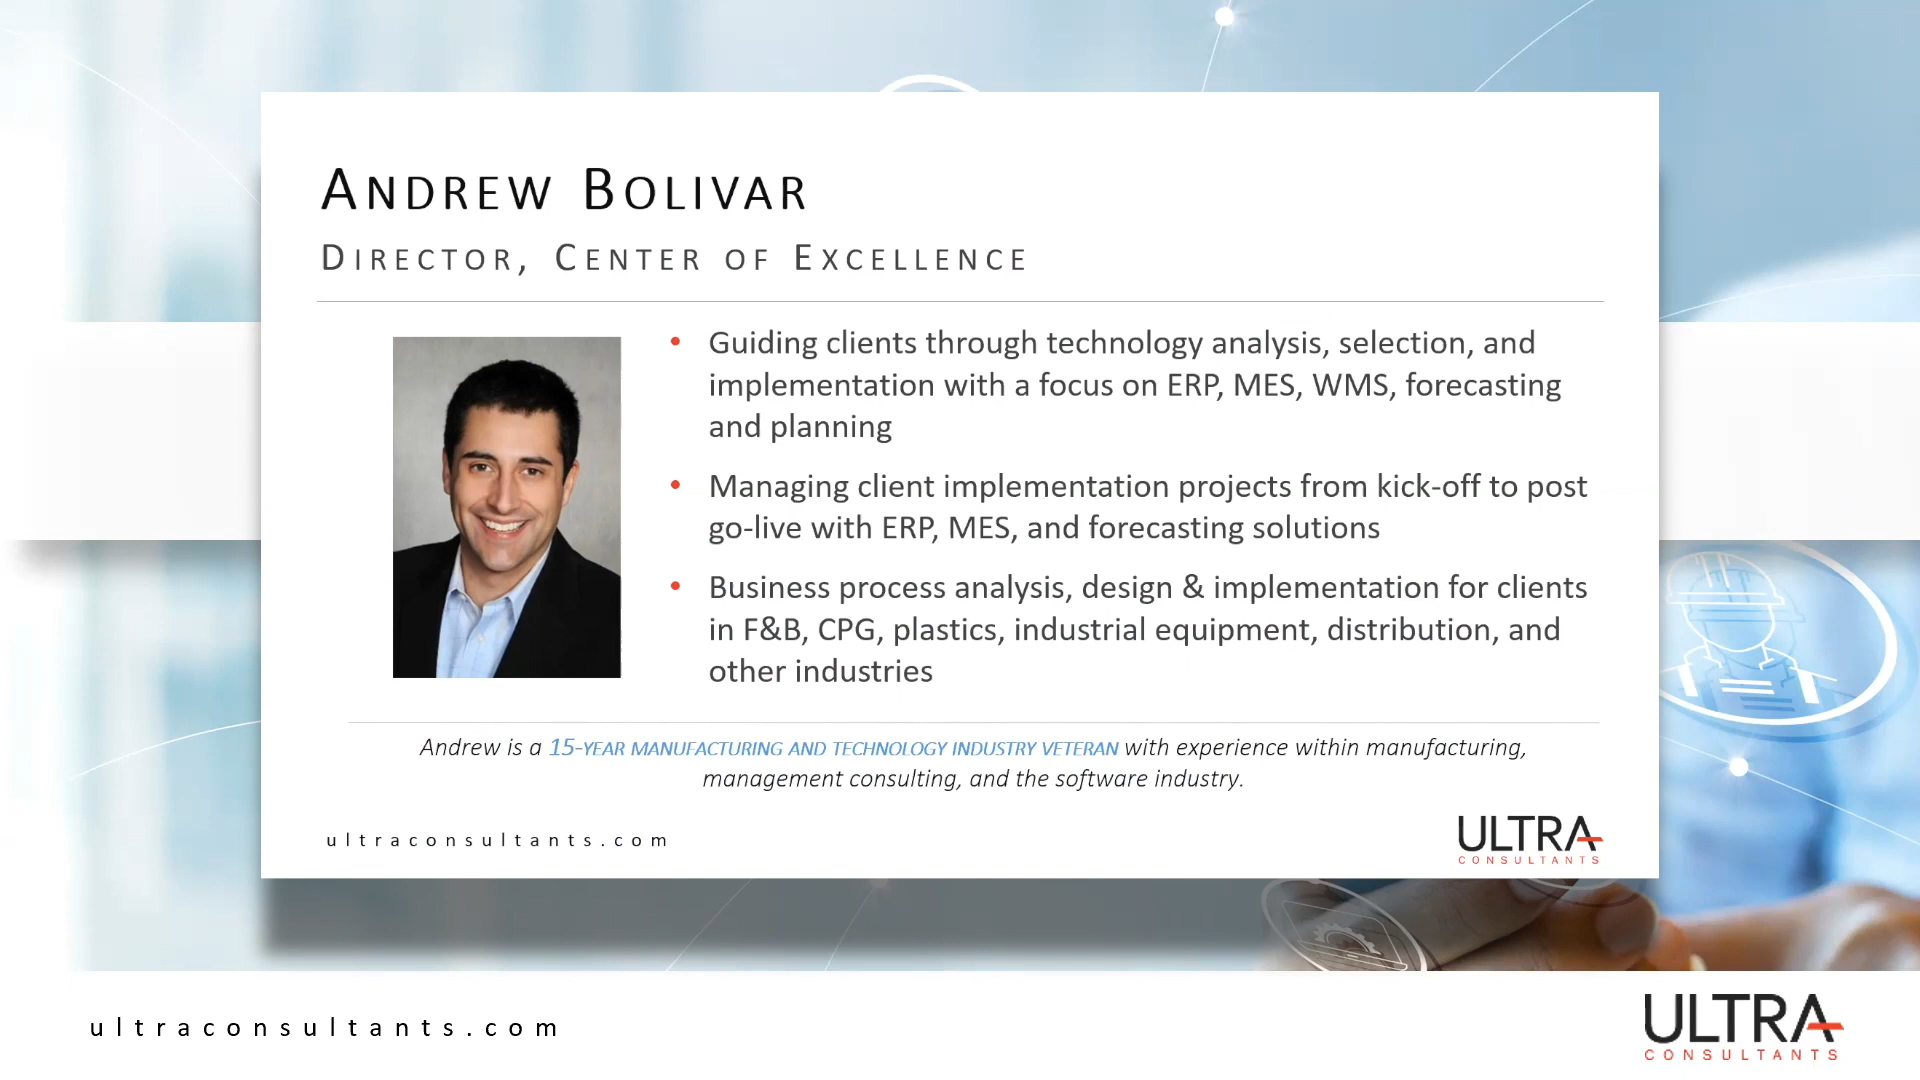 ANDREW BOLIVAR
DIRECTOR, CENTER OF EXCELLENCE
• Guiding clients through technology analysis, selection, and
implementation with a focus on ERP, MES, WMS, forecasting
and planning
• Managing client implementation projects from kick-off to post
go-live with ERP, MES, and forecasting solutions
• Business process analysis, design & implementation for clients
in F&B, CPG, plastics, industrial equipment, distribution, and
other industries
Andrew is a 15-YEAR MANUFACTURING AND TECHNOLOGY INDUSTRY VETERAN with experience within manufacturing,
management consulting, and the software industry.
ultraconsultants.com
ULTRA
CONSULTANTS
ultraconsultants.com
ULTRA
CONSULTANTS